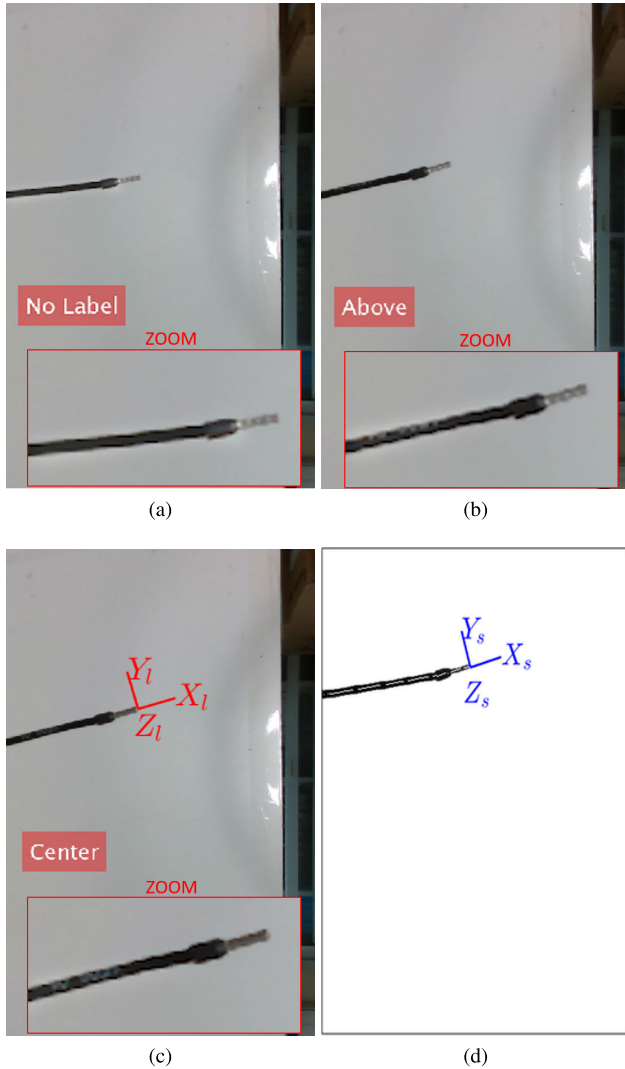 No Label
ZOOM
(a)
Above
ZOOM
(b)
Y_l
X_l
Z_l
Center
ZOOM
(c)
Y_s
X_s
Z_s
(d)